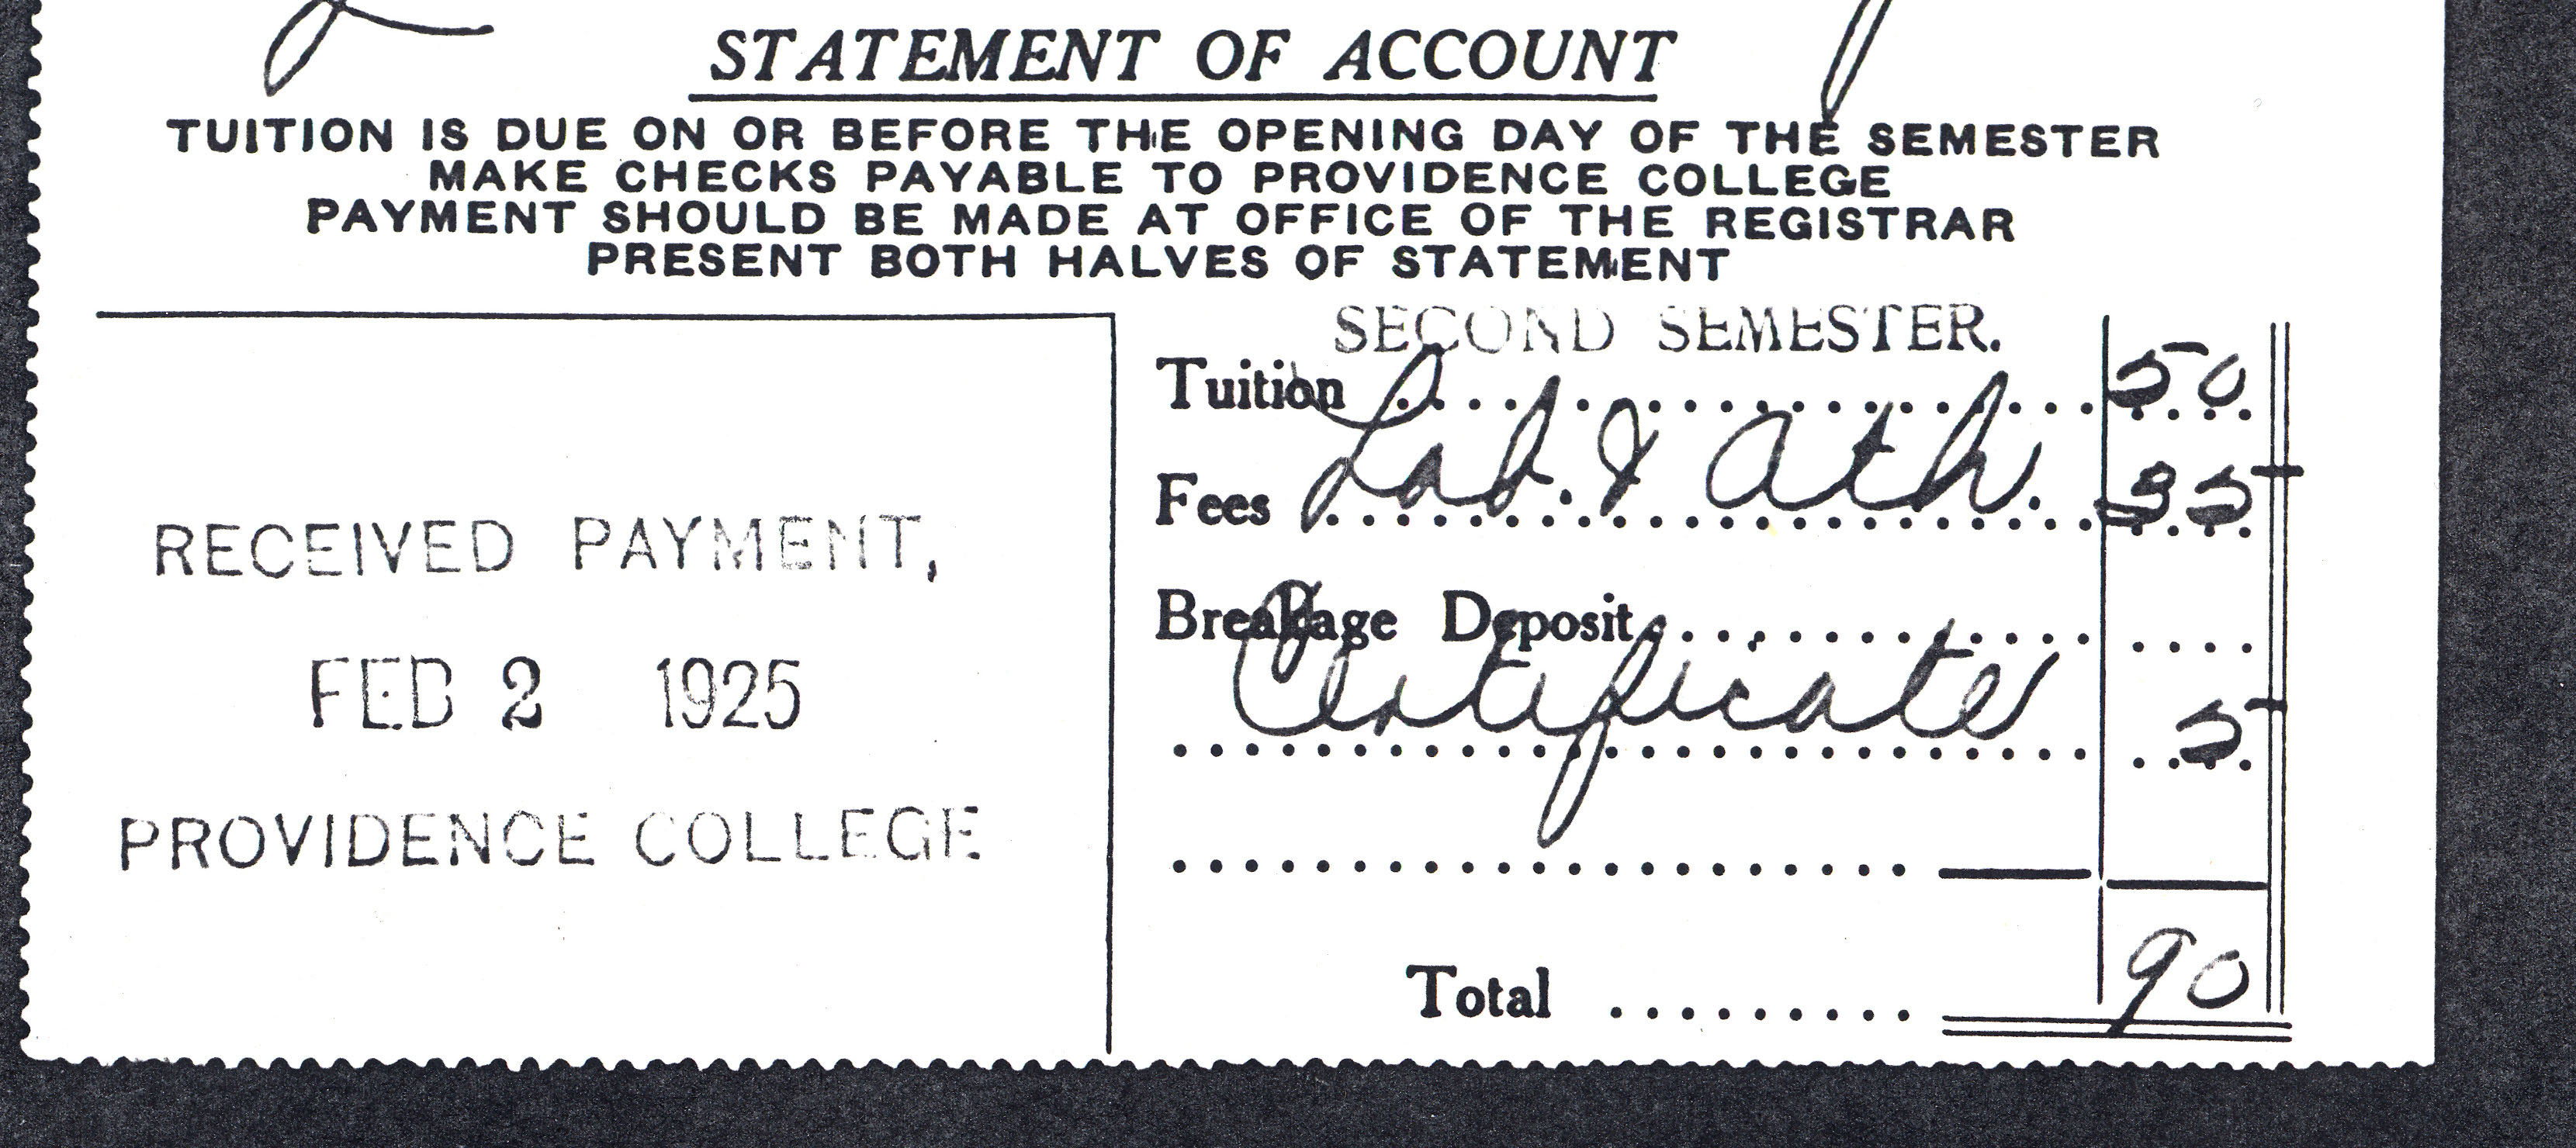 STATEMENT OF ACCOUNT
TUITION IS DUE ON OR BEFORE THE OPENING DAY OF THE SEMESTER
MAKE CHECKS PAYABLE TO PROVIDENCE COLLEGE
PAYMENT SHOULD BE MADE AT OFFICE OF THE REGISTRAR
PRESENT BOTH HALVES OF STATEMENT
RECEIVED PAYMENT,
FEB 2 1925
PROVIDENCE COLLEGE
SECOND SEMESTER.
Tuition 50
Fees Lab. & Ath. 35
Breakage Deposit
Certificate 5
Total 90